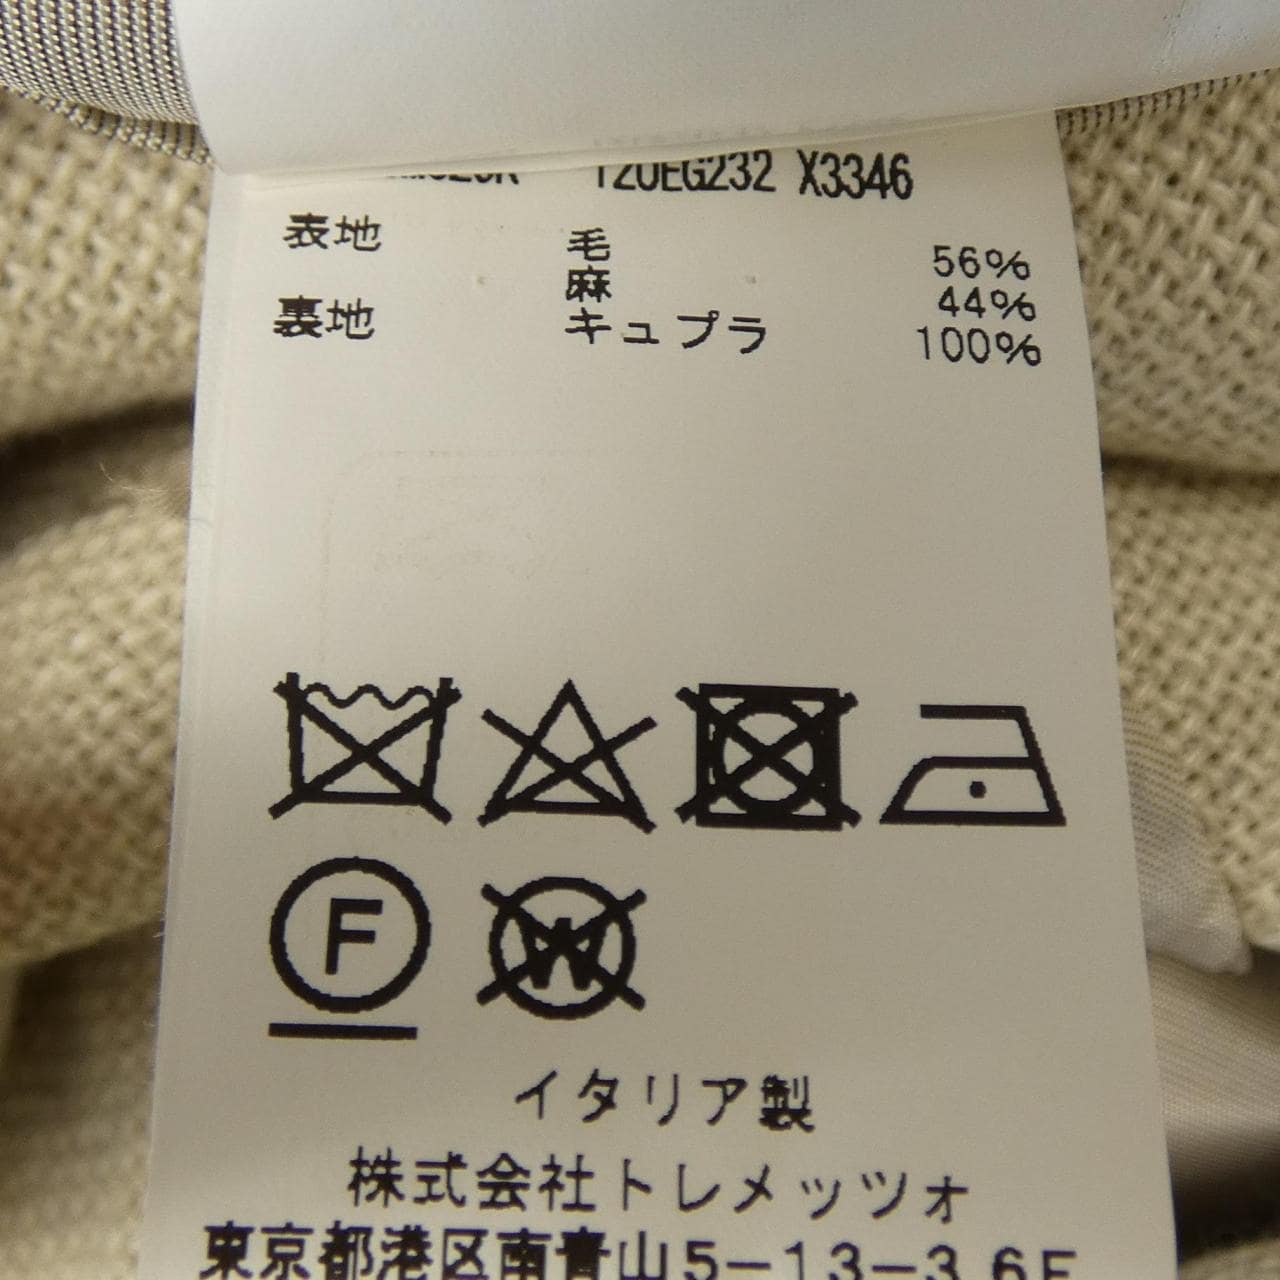 120EG232 X3346
表地 毛 56%
麻 44%
裏地 キュプラ 100%
F
W
イタリア製
株式会社トレメッツォ
東京都港区南青山5-13-3 6F